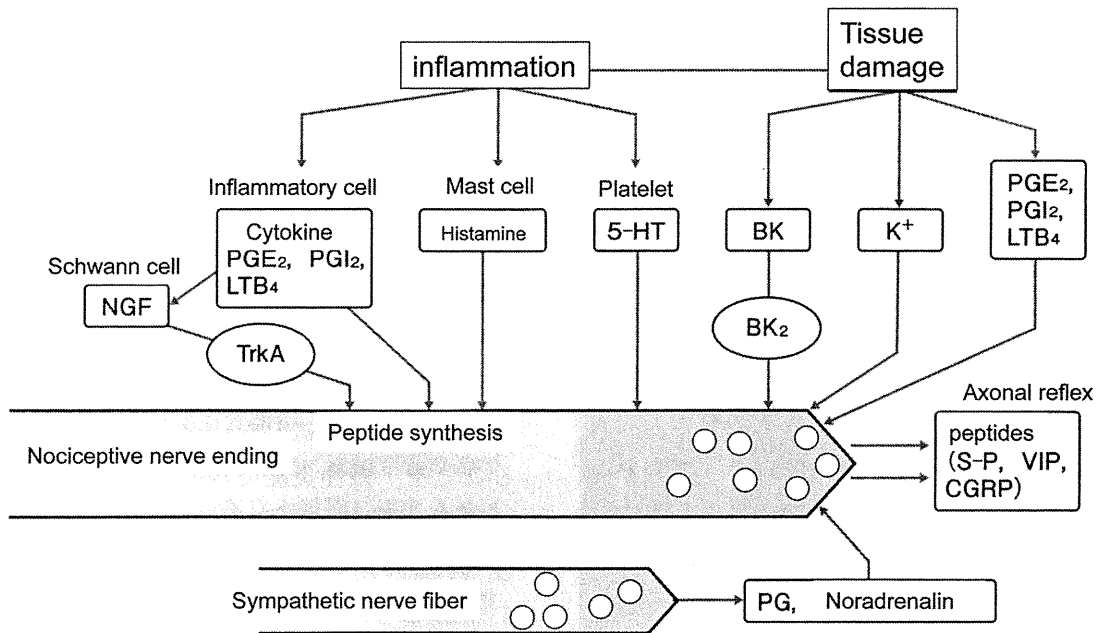 inflammation
Tissue
damage
Inflammatory cell
Cytokine
PGE₂, PGI₂,
LTB₄
Mast cell
Histamine
Platelet
5-HT
BK
K⁺
PGE₂,
PGI₂,
LTB₄
Schwann cell
NGF
TrkA
BK₂
Peptide synthesis
Nociceptive nerve ending
Axonal reflex
peptides
(S-P, VIP,
CGRP)
Sympathetic nerve fiber
PG, Noradrenalin